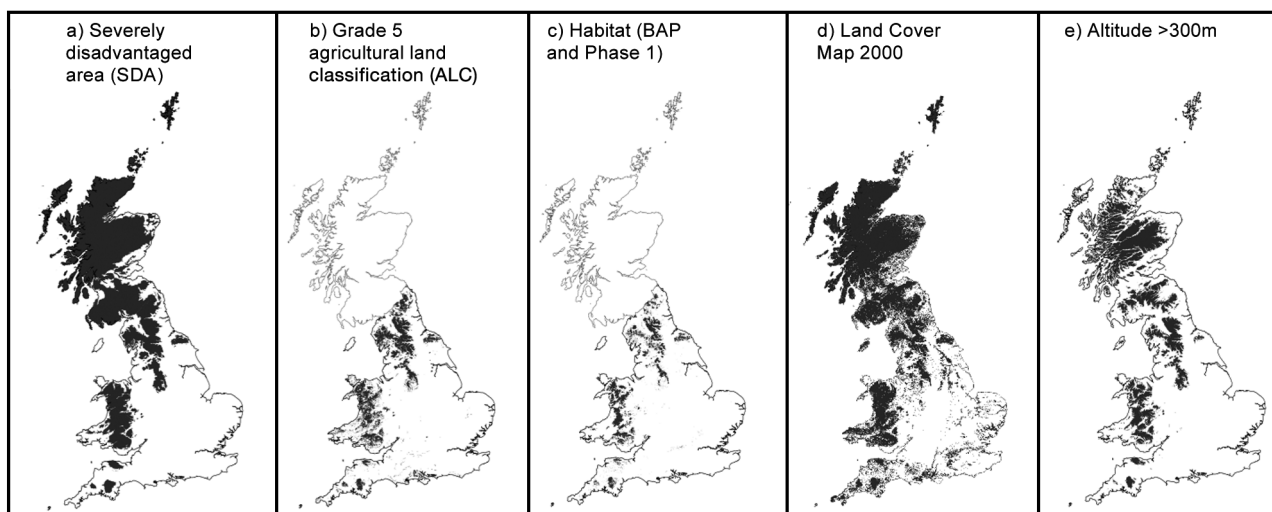 a) Severely
disadvantaged
area (SDA)
b) Grade 5
agricultural land
classification (ALC)
c) Habitat (BAP
and Phase 1)
d) Land Cover
Map 2000
e) Altitude >300m